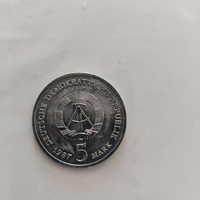 DEUTSCHE DEMOKRATISCHE REPUBLIK
1987
5
MARK